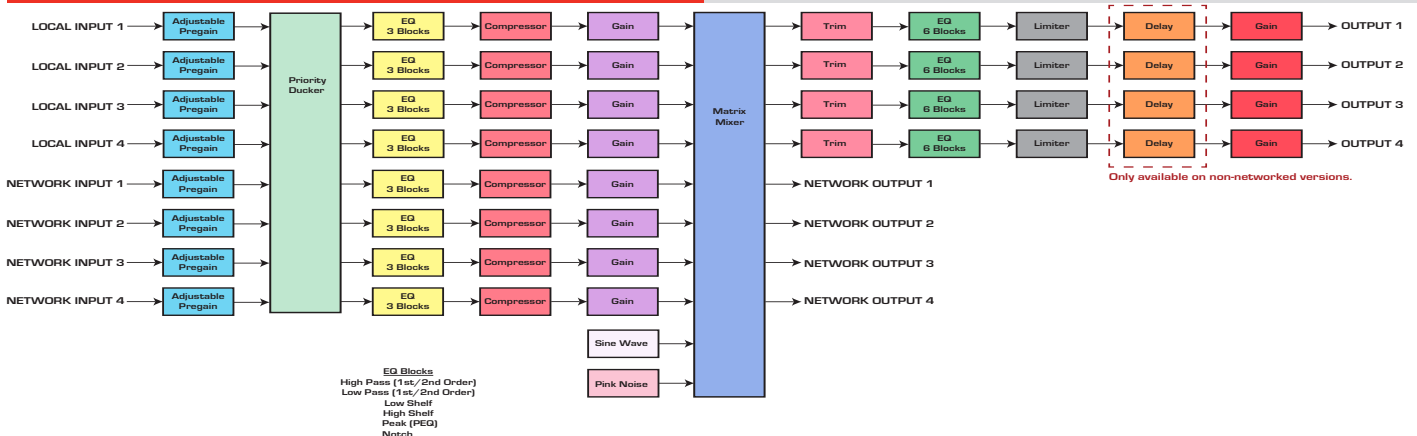 LOCAL INPUT 1
Adjustable
Pregain
EQ
3 Blocks
Compressor
Gain
Trim
EQ
6 Blocks
Limiter
Delay
Gain
OUTPUT 1
LOCAL INPUT 2
Adjustable
Pregain
Priority
Ducker
EQ
3 Blocks
Compressor
Gain
Trim
EQ
6 Blocks
Limiter
Delay
Gain
OUTPUT 2
LOCAL INPUT 3
Adjustable
Pregain
EQ
3 Blocks
Compressor
Gain
Matrix
Mixer
Trim
EQ
6 Blocks
Limiter
Delay
Gain
OUTPUT 3
LOCAL INPUT 4
Adjustable
Pregain
EQ
3 Blocks
Compressor
Gain
Trim
EQ
6 Blocks
Limiter
Delay
Gain
OUTPUT 4
Only available on non-networked versions.
NETWORK INPUT 1
Adjustable
Pregain
EQ
3 Blocks
Compressor
Gain
NETWORK OUTPUT 1
NETWORK INPUT 2
Adjustable
Pregain
EQ
3 Blocks
Compressor
Gain
NETWORK OUTPUT 2
NETWORK INPUT 3
Adjustable
Pregain
EQ
3 Blocks
Compressor
Gain
NETWORK OUTPUT 3
NETWORK INPUT 4
Adjustable
Pregain
EQ
3 Blocks
Compressor
Gain
NETWORK OUTPUT 4
Sine Wave
Pink Noise
EQ Blocks
High Pass (1st/2nd Order)
Low Pass (1st/2nd Order)
Low Shelf
High Shelf
Peak (PEQ)
Notch